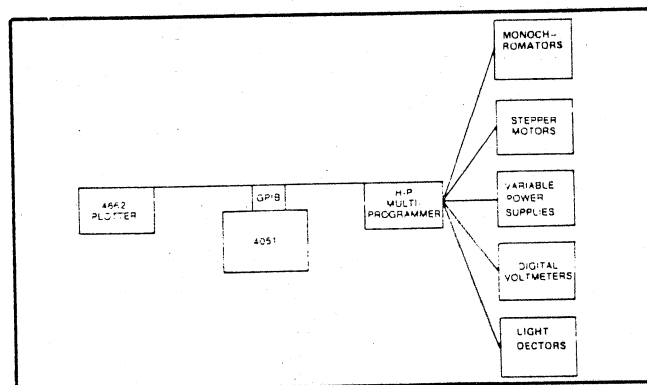 MONOCH-
ROMATORS
STEPPER
MOTORS
4662
PLOTTER
GPIB
4051
H-P
MULTI-
PROGRAMMER
VARIABLE
POWER
SUPPLIES
DIGITAL
VOLTMETERS
LIGHT
DECTORS